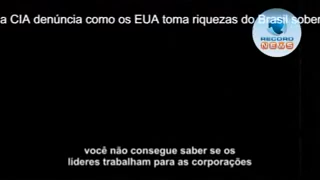 a CIA denúncia como os EUA toma riquezas do Brasil sober
RECORD
NEWS
você não consegue saber se os
líderes trabalham para as corporações